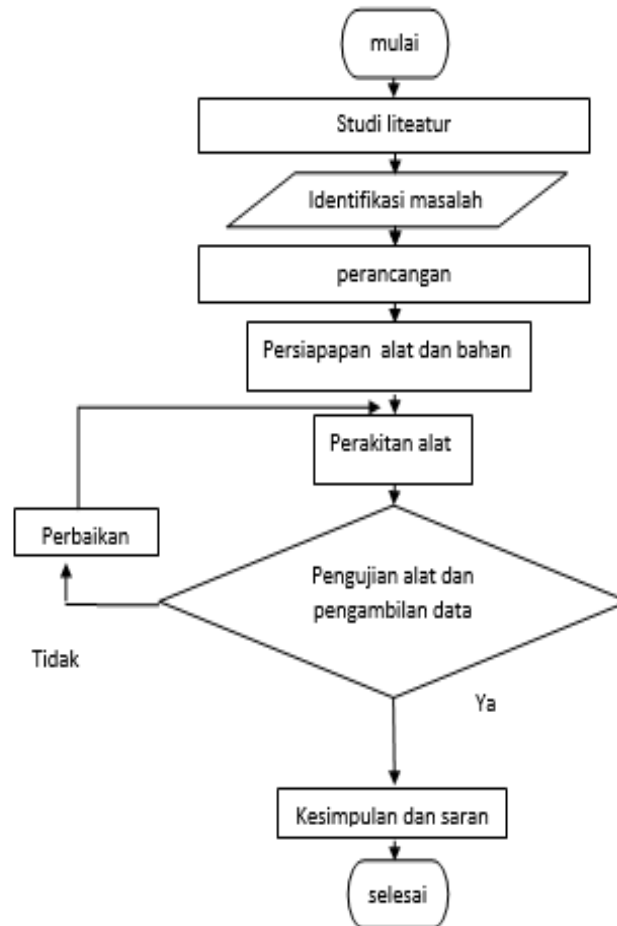 mulai
Studi liteatur
Identifikasi masalah
perancangan
Persiapapan alat dan bahan
Perakitan alat
Perbaikan
Pengujian alat dan
pengambilan data
Tidak
Ya
Kesimpulan dan saran
selesai